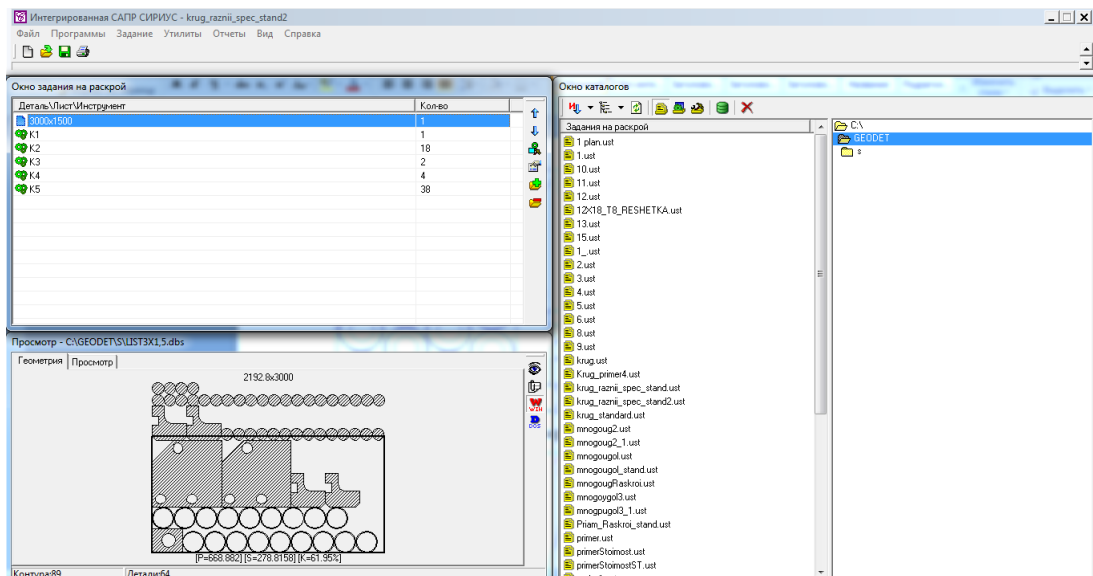 Интегрированная САПР СИРИУС - krug_raznii_spec_stand2
Файл Программы Задание Утилиты Отчеты Вид Справка
Окно задания на раскрой
Деталь\Лист\Инструмент Кол-во
3000x1500 1
K1 1
K2 18
K3 2
K4 4
K5 38
Просмотр - C:\GEODET\S\LIST3X1,5.dbs
Геометрия Просмотр
2192.8x3000
[P=668.882] [S=278.8158] [K=61.95%]
Контура:89 Детали:64
WIN
DOS
Окно каталогов
Задания на раскрой
1 plan.ust
1.ust
10.ust
11.ust
12.ust
12X18_T8_RESHETKA.ust
13.ust
15.ust
1_.ust
2.ust
3.ust
4.ust
5.ust
6.ust
8.ust
9.ust
krug.ust
Krug_primer4.ust
krug_raznii_spec_stand.ust
krug_raznii_spec_stand2.ust
krug_standard.ust
mnogoug2.ust
mnogoug2_1.ust
mnogougol.ust
mnogougol_stand.ust
mnogougRaskroi.ust
mnogoygol3.ust
mnogpugol3_1.ust
Priam_Raskroi_stand.ust
primer.ust
primerStoimost.ust
primerStoimostST.ust
C:\
GEODET
s